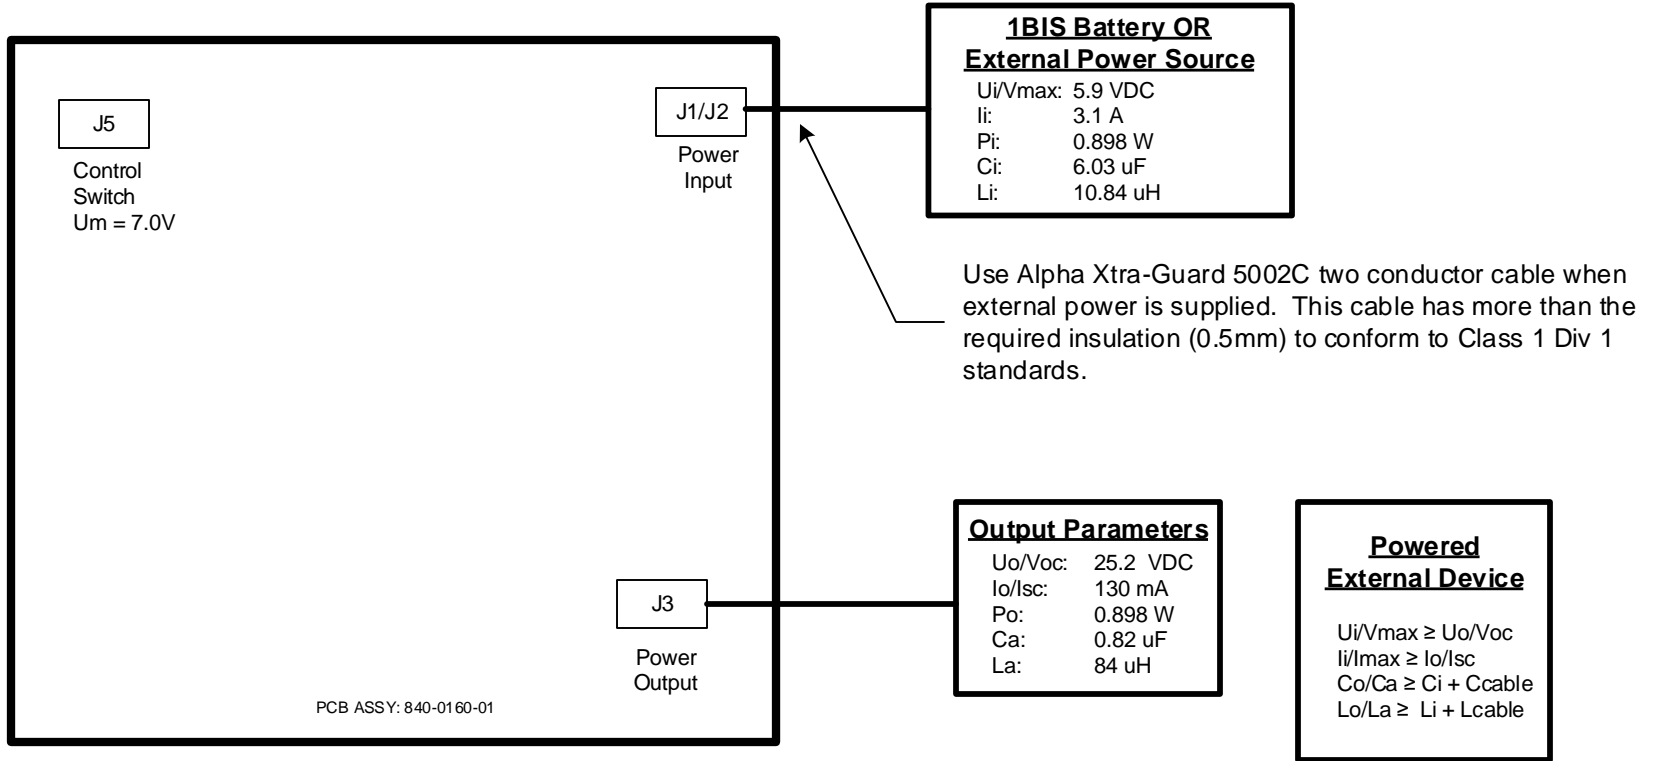 1BIS Battery OR
External Power Source
Ui/Vmax: 5.9 VDC
Ii: 3.1 A
Pi: 0.898 W
Ci: 6.03 uF
Li: 10.84 uH
J5
Control
Switch
Um = 7.0V
J1/J2
Power
Input
Use Alpha Xtra-Guard 5002C two conductor cable when
external power is supplied. This cable has more than the
required insulation (0.5mm) to conform to Class 1 Div 1
standards.
J3
Power
Output
PCB ASSY: 840-0160-01
Output Parameters
Uo/Voc: 25.2 VDC
Io/Isc: 130 mA
Po: 0.898 W
Ca: 0.82 uF
La: 84 uH
Powered
External Device
Ui/Vmax ≥ Uo/Voc
Ii/Imax ≥ Io/Isc
Co/Ca ≥ Ci + Ccable
Lo/La ≥ Li + Lcable